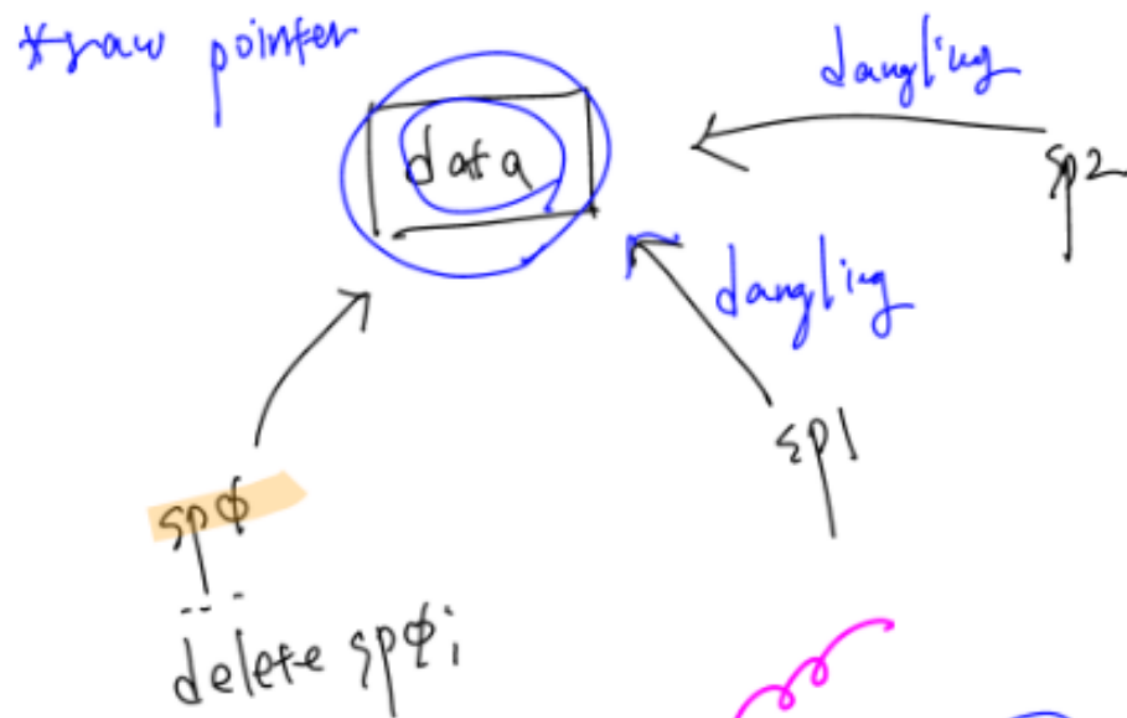 *raw pointer
dangling
data
sp2
dangling
sp1
spφ
---
delete spφ;